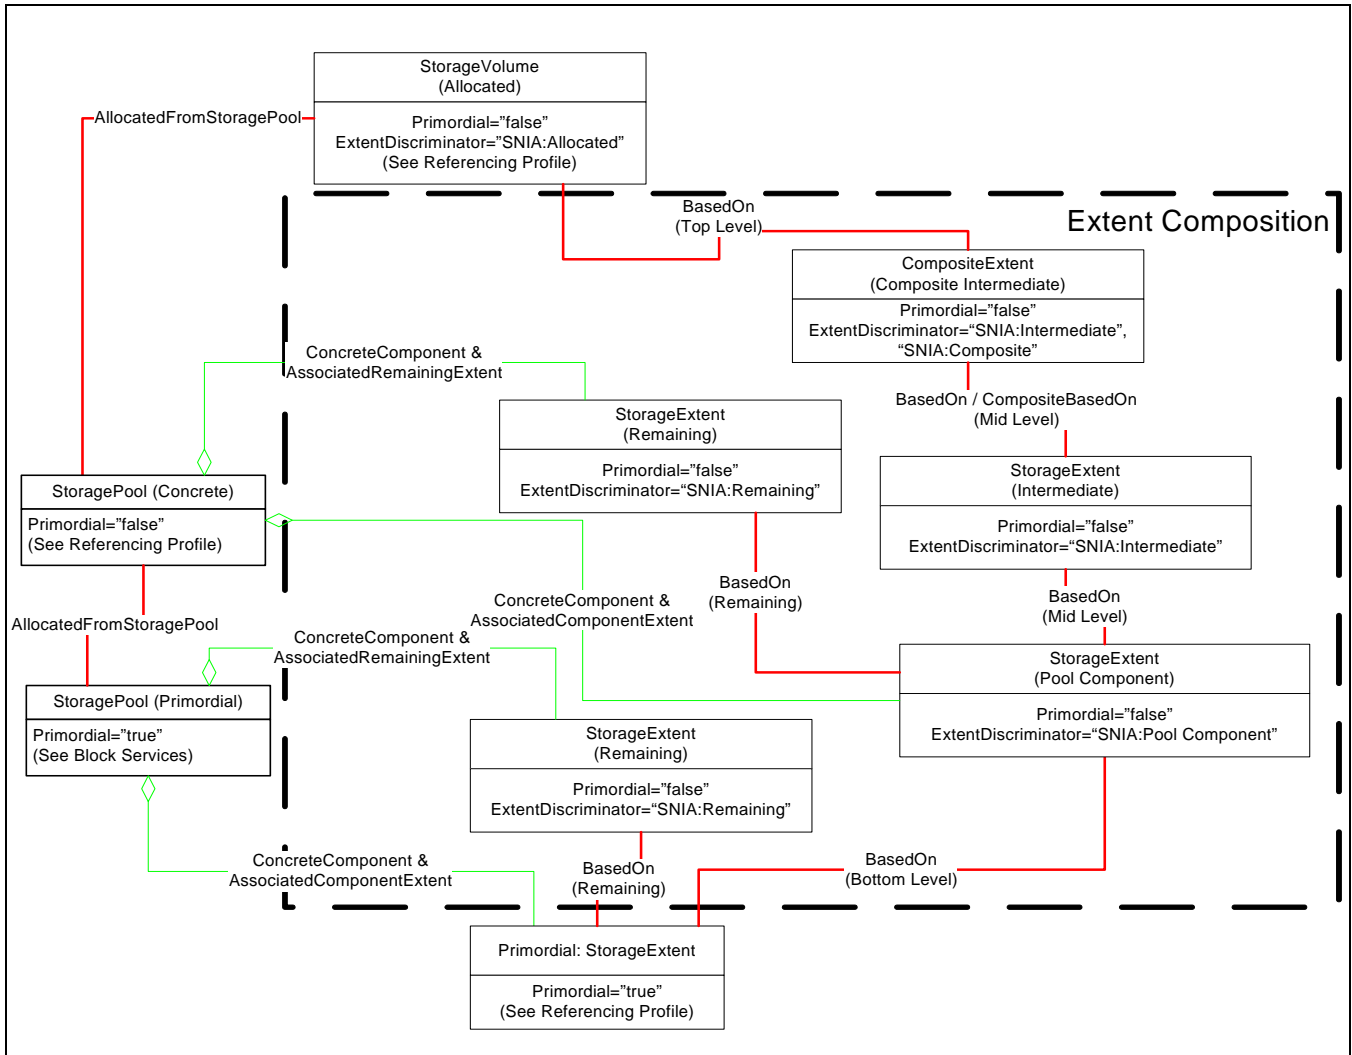 StorageVolume
(Allocated)
AllocatedFromStoragePool
Primordial=”false”
ExtentDiscriminator=”SNIA:Allocated”
(See Referencing Profile)
BasedOn
(Top Level)
Extent Composition
CompositeExtent
(Composite Intermediate)
Primordial=”false”
ExtentDiscriminator=“SNIA:Intermediate”,
“SNIA:Composite”
ConcreteComponent &
AssociatedRemainingExtent
BasedOn / CompositeBasedOn
(Mid Level)
StorageExtent
(Remaining)
Primordial=”false”
ExtentDiscriminator=“SNIA:Remaining”
StorageExtent
(Intermediate)
Primordial=”false”
ExtentDiscriminator=“SNIA:Intermediate”
StoragePool (Concrete)
Primordial=”false”
(See Referencing Profile)
BasedOn
(Remaining)
BasedOn
(Mid Level)
ConcreteComponent &
AssociatedComponentExtent
AllocatedFromStoragePool
ConcreteComponent &
AssociatedRemainingExtent
StorageExtent
(Pool Component)
Primordial=”false”
ExtentDiscriminator=“SNIA:Pool Component”
StoragePool (Primordial)
Primordial=”true”
(See Block Services)
StorageExtent
(Remaining)
Primordial=”false”
ExtentDiscriminator=“SNIA:Remaining”
ConcreteComponent &
AssociatedComponentExtent
BasedOn
(Remaining)
BasedOn
(Bottom Level)
Primordial: StorageExtent
Primordial=”true”
(See Referencing Profile)